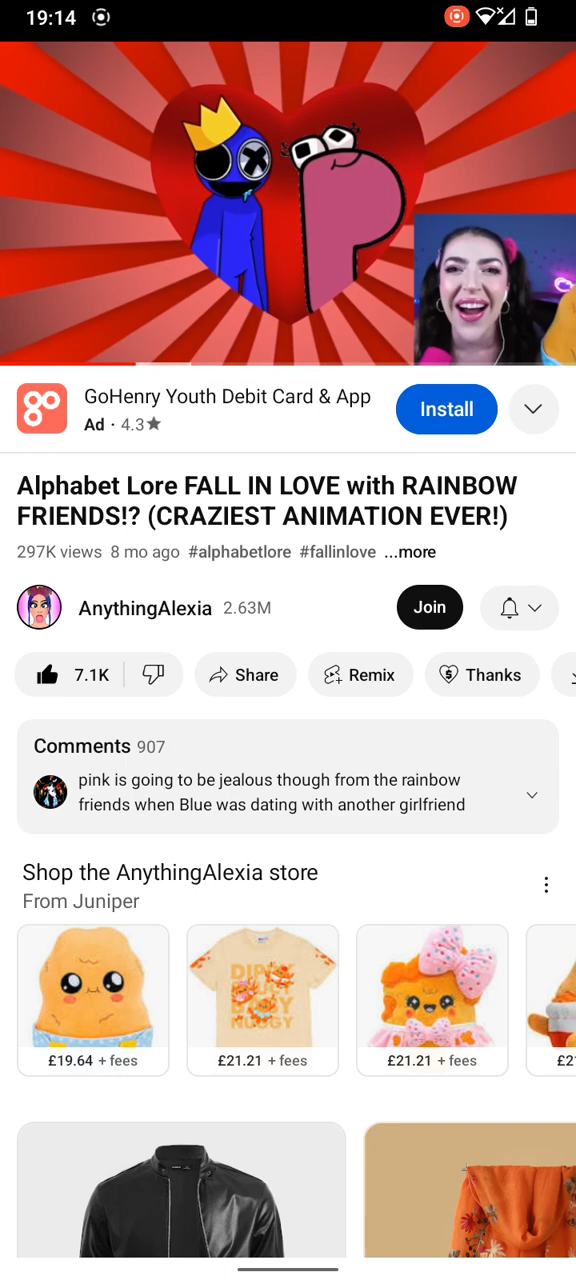 19:14
GoHenry Youth Debit Card & App
Install
Ad · 4.3★
Alphabet Lore FALL IN LOVE with RAINBOW
FRIENDS!? (CRAZIEST ANIMATION EVER!)
297K views 8 mo ago #alphabetlore #fallinlove ...more
AnythingAlexia 2.63M
Join
7.1K
Share
Remix
Thanks
Comments 907
pink is going to be jealous though from the rainbow
friends when Blue was dating with another girlfriend
Shop the AnythingAlexia store
From Juniper
£19.64 + fees
£21.21 + fees
£21.21 + fees
£2